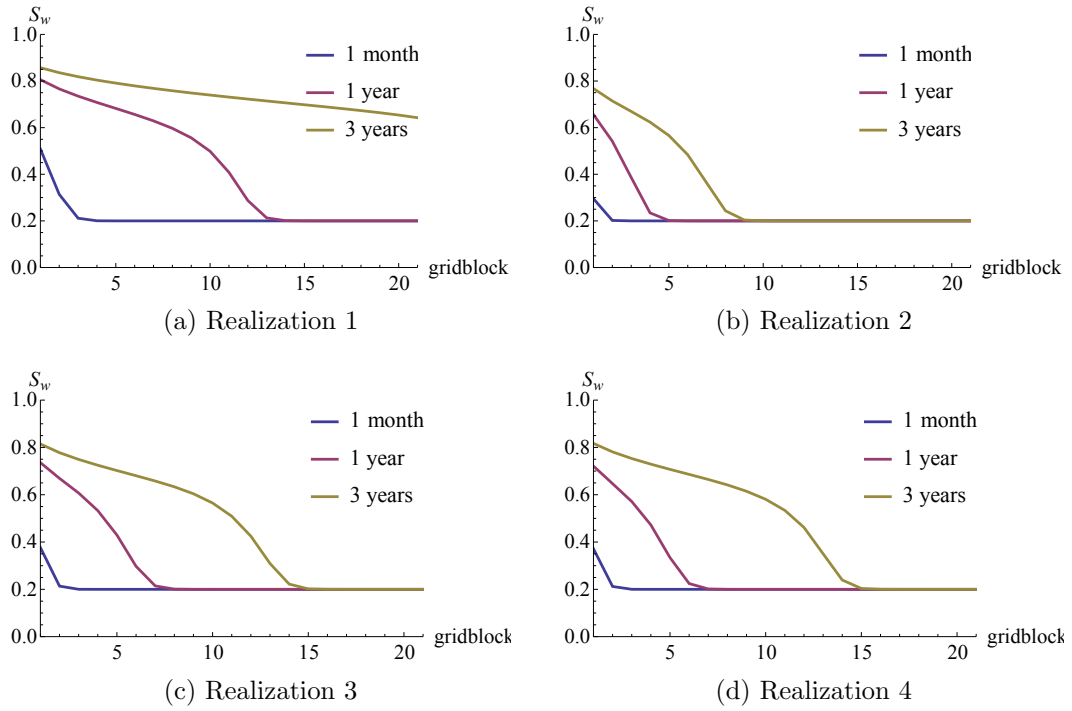 S_w
1.0
0.8
0.6
0.4
0.2
0.0
5 10 15 20
gridblock
1 month
1 year
3 years
(a) Realization 1
S_w
1.0
0.8
0.6
0.4
0.2
0.0
5 10 15 20
gridblock
1 month
1 year
3 years
(b) Realization 2
S_w
1.0
0.8
0.6
0.4
0.2
0.0
5 10 15 20
gridblock
1 month
1 year
3 years
(c) Realization 3
S_w
1.0
0.8
0.6
0.4
0.2
0.0
5 10 15 20
gridblock
1 month
1 year
3 years
(d) Realization 4